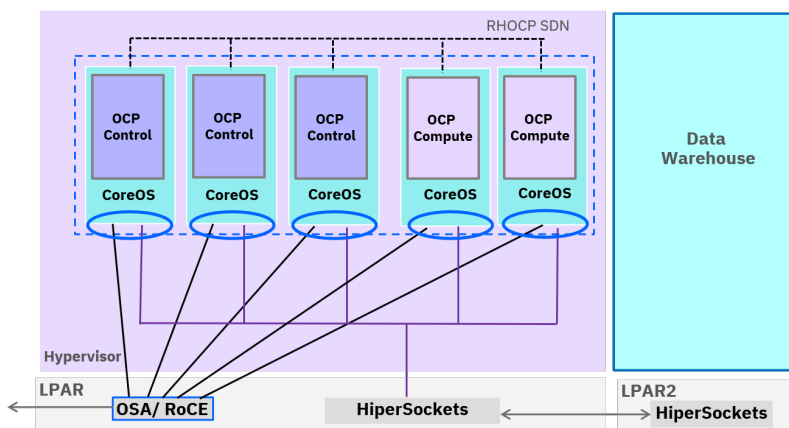 RHOCP SDN
OCP
Control
OCP
Control
OCP
Control
OCP
Compute
OCP
Compute
CoreOS
CoreOS
CoreOS
CoreOS
CoreOS
Data
Warehouse
Hypervisor
LPAR
OSA/ RoCE
HiperSockets
LPAR2
HiperSockets